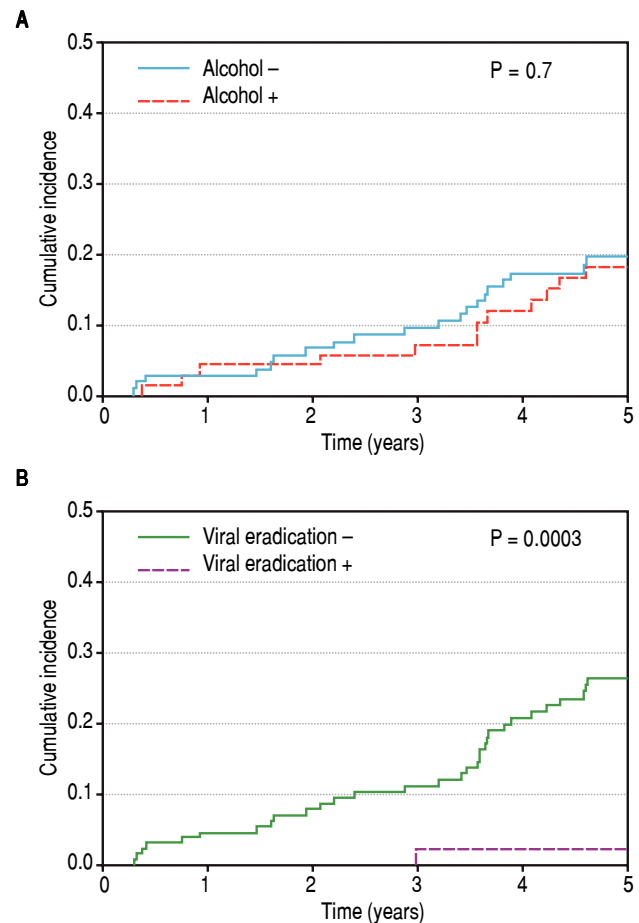 A
0.5
0.4
0.3
0.2
0.1
0.0
Cumulative incidence
Alcohol –
Alcohol +
P = 0.7
0 1 2 3 4 5
Time (years)
B
0.5
0.4
0.3
0.2
0.1
0.0
Cumulative incidence
Viral eradication –
Viral eradication +
P = 0.0003
0 1 2 3 4 5
Time (years)